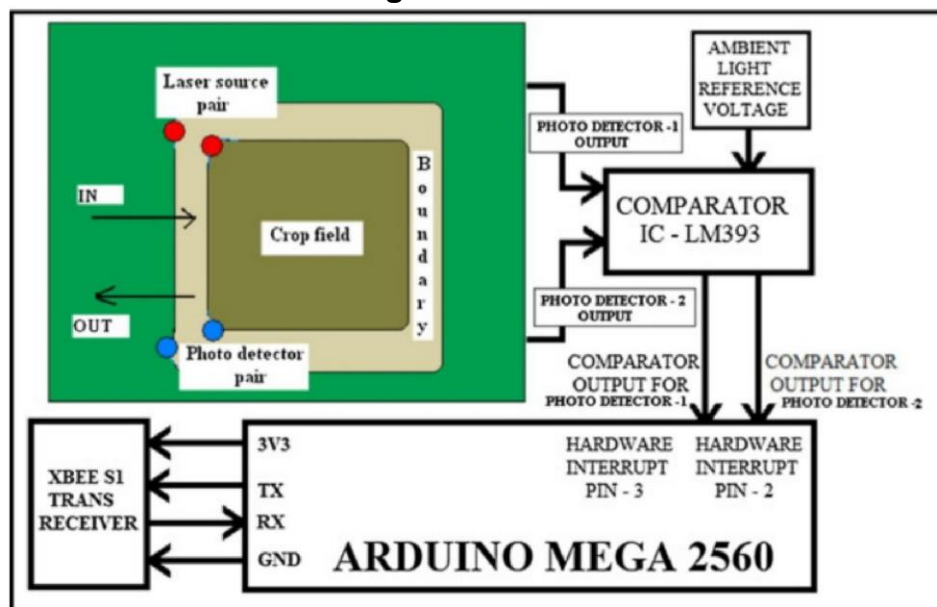 Laser source
pair
IN
Crop field
Boundary
OUT
Photo detector
pair
PHOTO DETECTOR -1
OUTPUT
AMBIENT
LIGHT
REFERENCE
VOLTAGE
COMPARATOR
IC - LM393
PHOTO DETECTOR - 2
OUTPUT
COMPARATOR
OUTPUT FOR
PHOTO DETECTOR -1
COMPARATOR
OUTPUT FOR
PHOTO DETECTOR -2
XBEE S1
TRANS
RECEIVER
3V3
TX
RX
GND
HARDWARE
INTERRUPT
PIN - 3
HARDWARE
INTERRUPT
PIN - 2
ARDUINO MEGA 2560